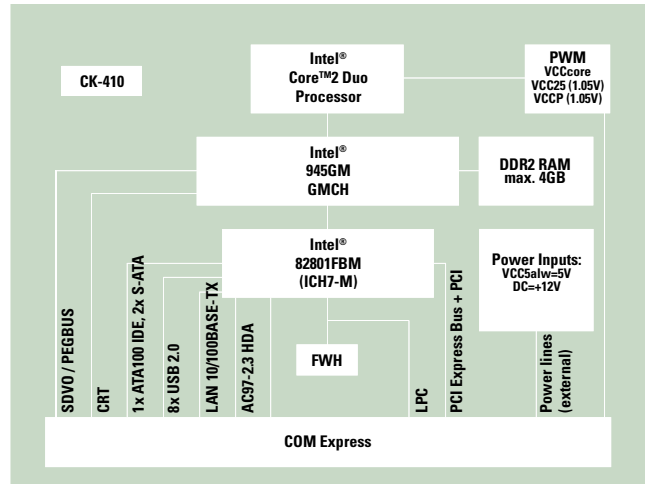 CK-410
Intel®
Core™2 Duo
Processor
PWM
VCCcore
VCC25 (1.05V)
VCCP (1.05V)
Intel®
945GM
GMCH
DDR2 RAM
max. 4GB
Intel®
82801FBM
(ICH7-M)
Power Inputs:
VCC5alw=5V
DC=+12V
SDVO / PEGBUS
CRT
1x ATA100 IDE, 2x S-ATA
8x USB 2.0
LAN 10/100BASE-TX
AC97-2.3 HDA
FWH
LPC
PCI Express Bus + PCI
Power lines
(external)
COM Express